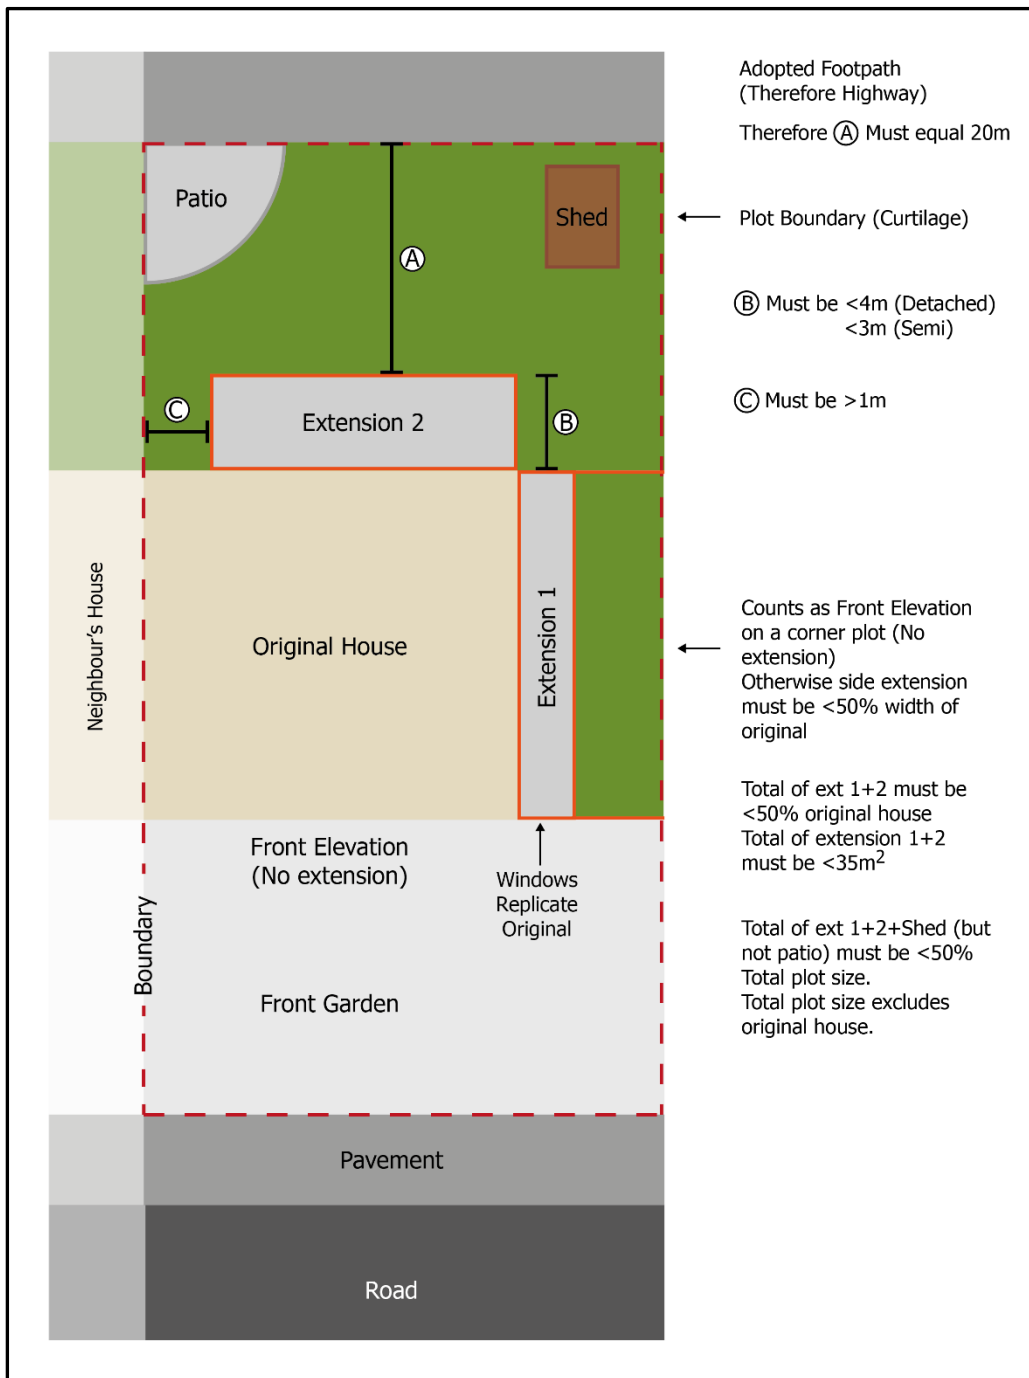 Adopted Footpath
(Therefore Highway)
Therefore A Must equal 20m
Patio
Shed
Plot Boundary (Curtilage)
A
B Must be <4m (Detached)
<3m (Semi)
C
Extension 2
B
C Must be >1m
Neighbour's House
Original House
Extension 1
Counts as Front Elevation
on a corner plot (No
extension)
Otherwise side extension
must be <50% width of
original
Total of ext 1+2 must be
<50% original house
Total of extension 1+2
must be <35m²
Front Elevation
(No extension)
Windows
Replicate
Original
Boundary
Front Garden
Total of ext 1+2+Shed (but
not patio) must be <50%
Total plot size.
Total plot size excludes
original house.
Pavement
Road